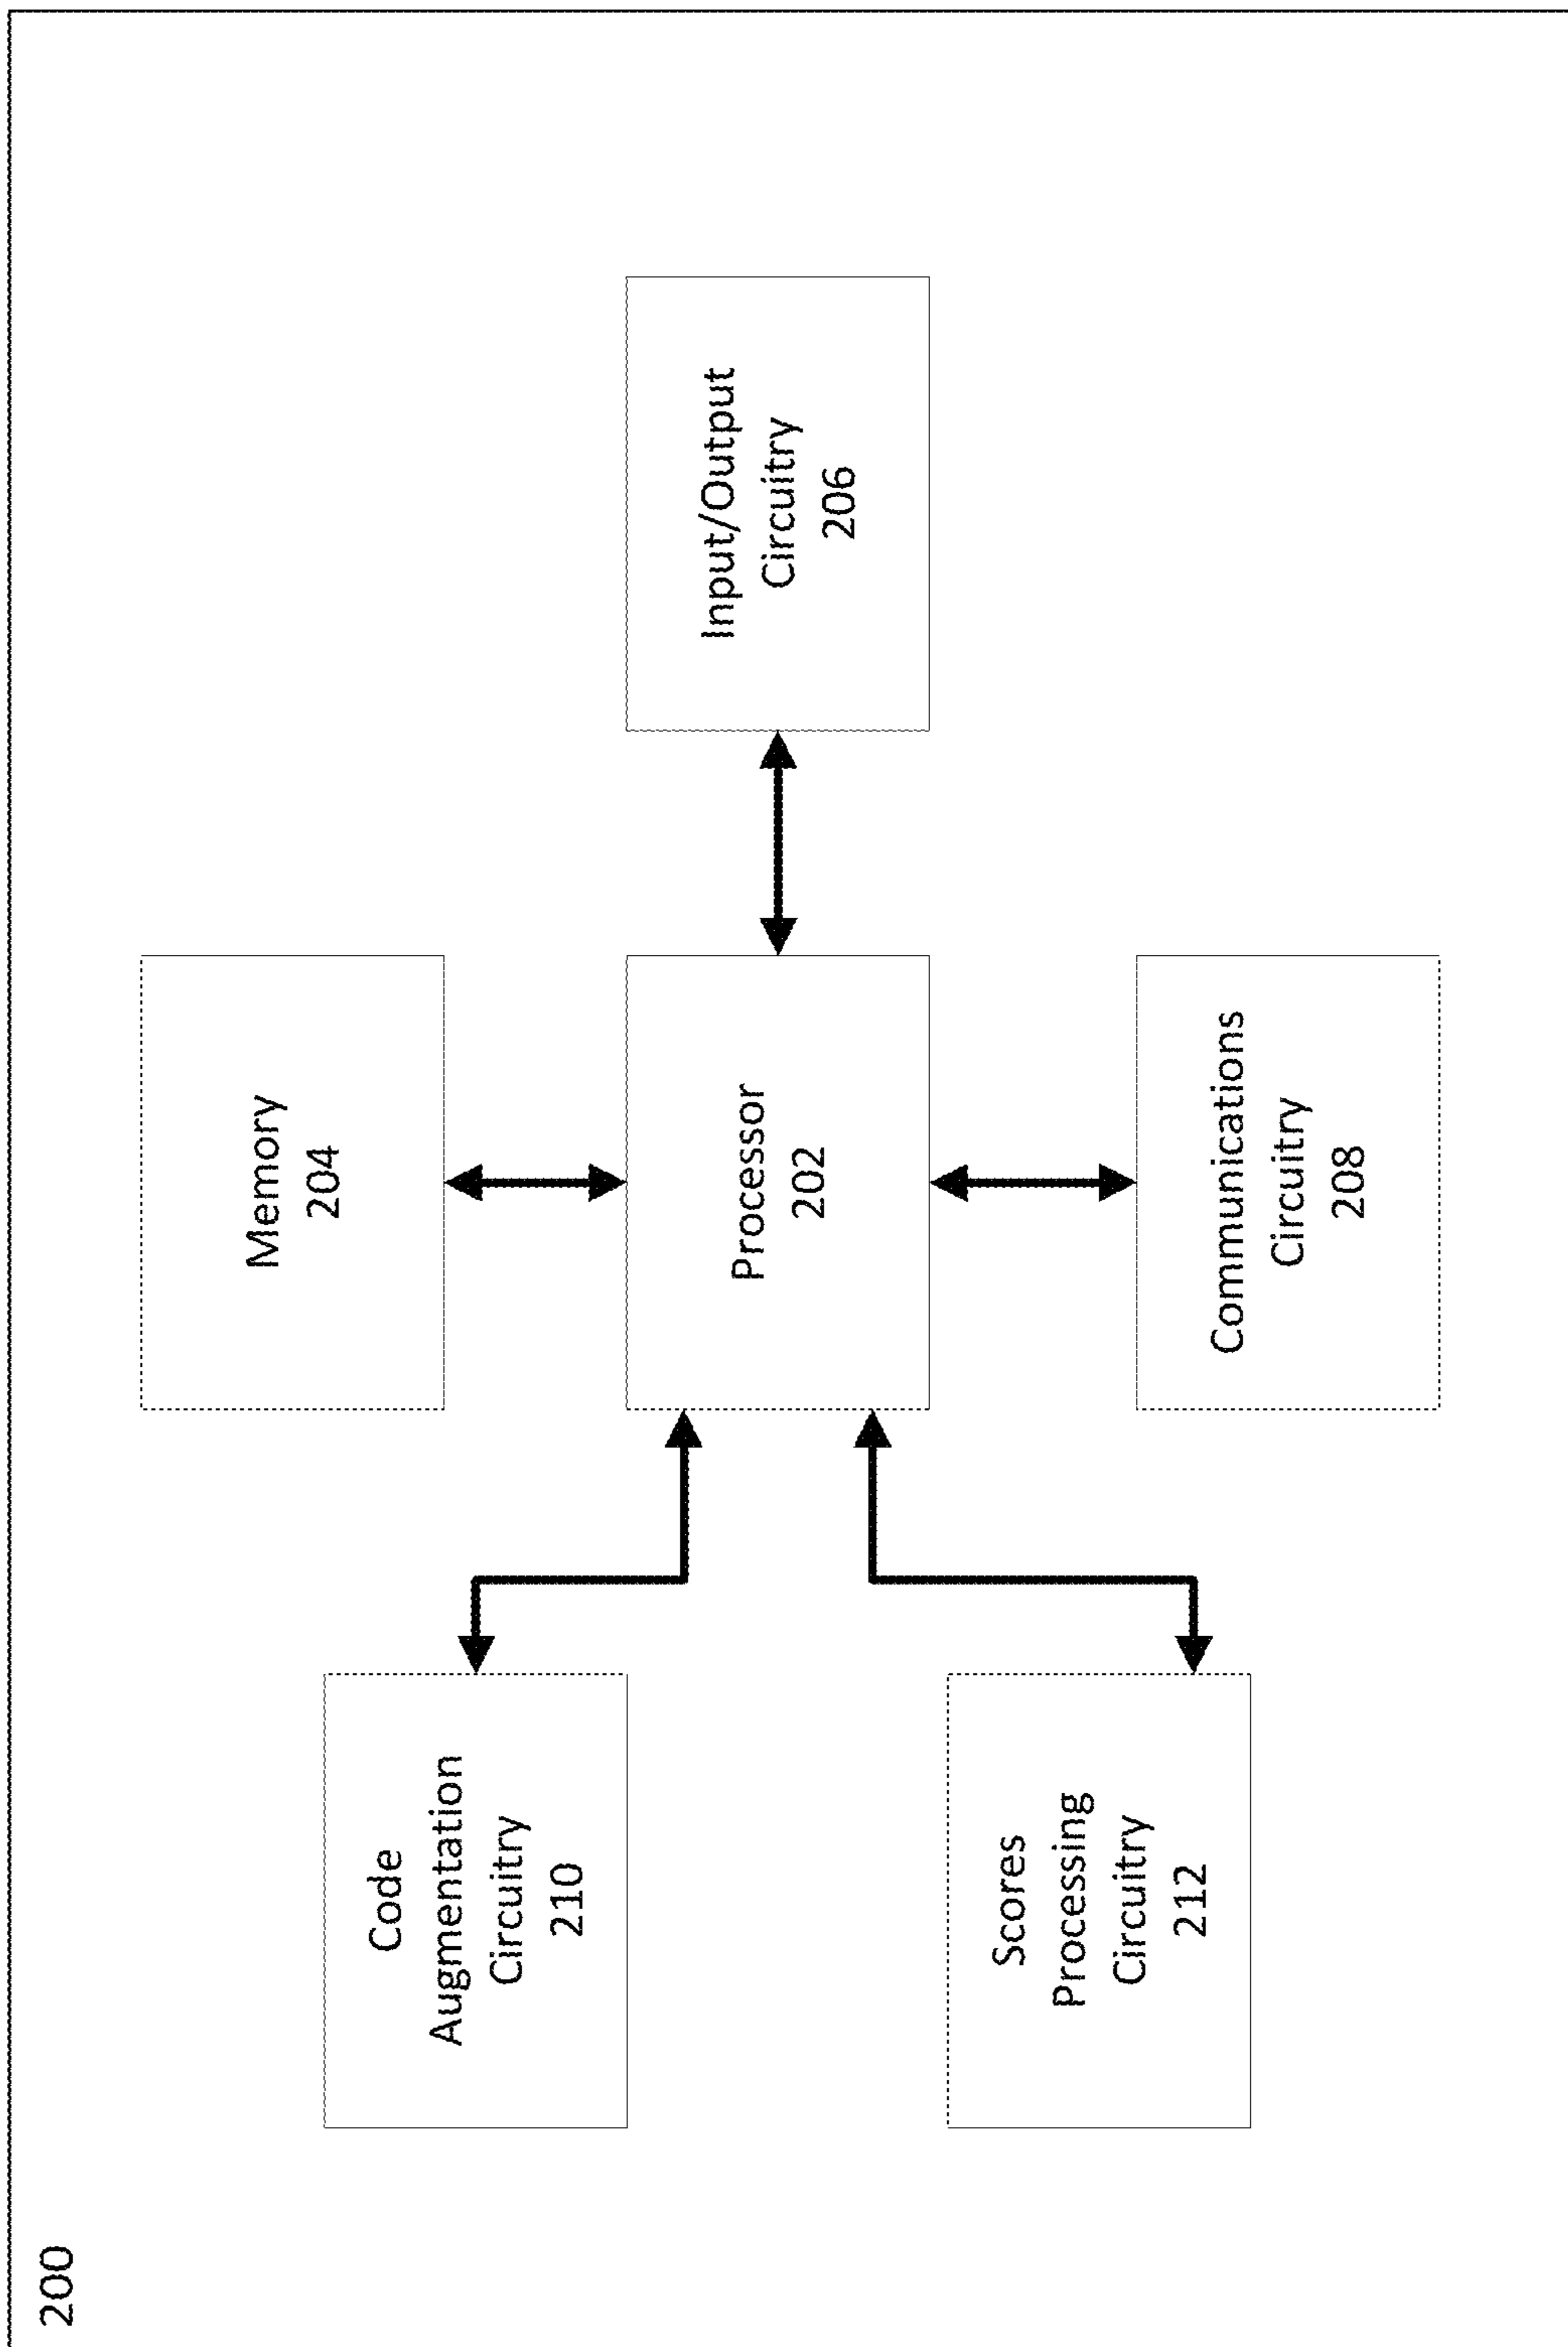 200
Memory
204
Code
Augmentation
Circuitry
210
Processor
202
Input/Output
Circuitry
206
Scores
Processing
Circuitry
212
Communications
Circuitry
208